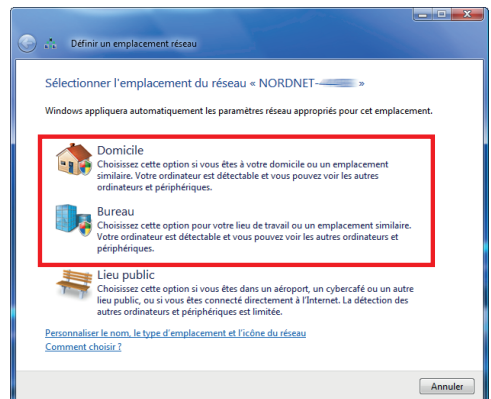 Définir un emplacement réseau
Sélectionner l'emplacement du réseau « NORDNET- »
Windows appliquera automatiquement les paramètres réseau appropriés pour cet emplacement.
Domicile
Choisissez cette option si vous êtes à votre domicile ou un emplacement
similaire. Votre ordinateur est détectable et vous pouvez voir les autres
ordinateurs et périphériques.
Bureau
Choisissez cette option pour votre lieu de travail ou un emplacement similaire.
Votre ordinateur est détectable et vous pouvez voir les autres ordinateurs et
périphériques.
Lieu public
Choisissez cette option si vous êtes dans un aéroport, un cybercafé ou un autre
lieu public, ou si vous êtes connecté directement à l'Internet. La détection des
autres ordinateurs et périphériques est limitée.
Personnaliser le nom, le type d'emplacement et l'icône du réseau
Comment choisir ?
Annuler